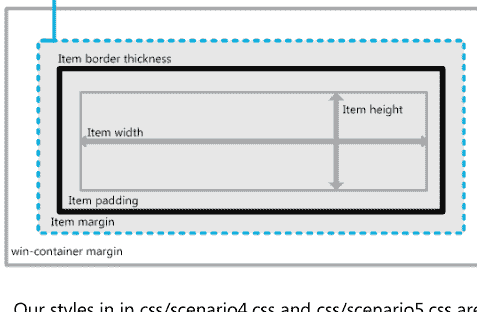 Item border thickness
Item height
Item width
Item padding
Item margin
win-container margin
Our styles in in css/scenario4.css and css/scenario5.css are